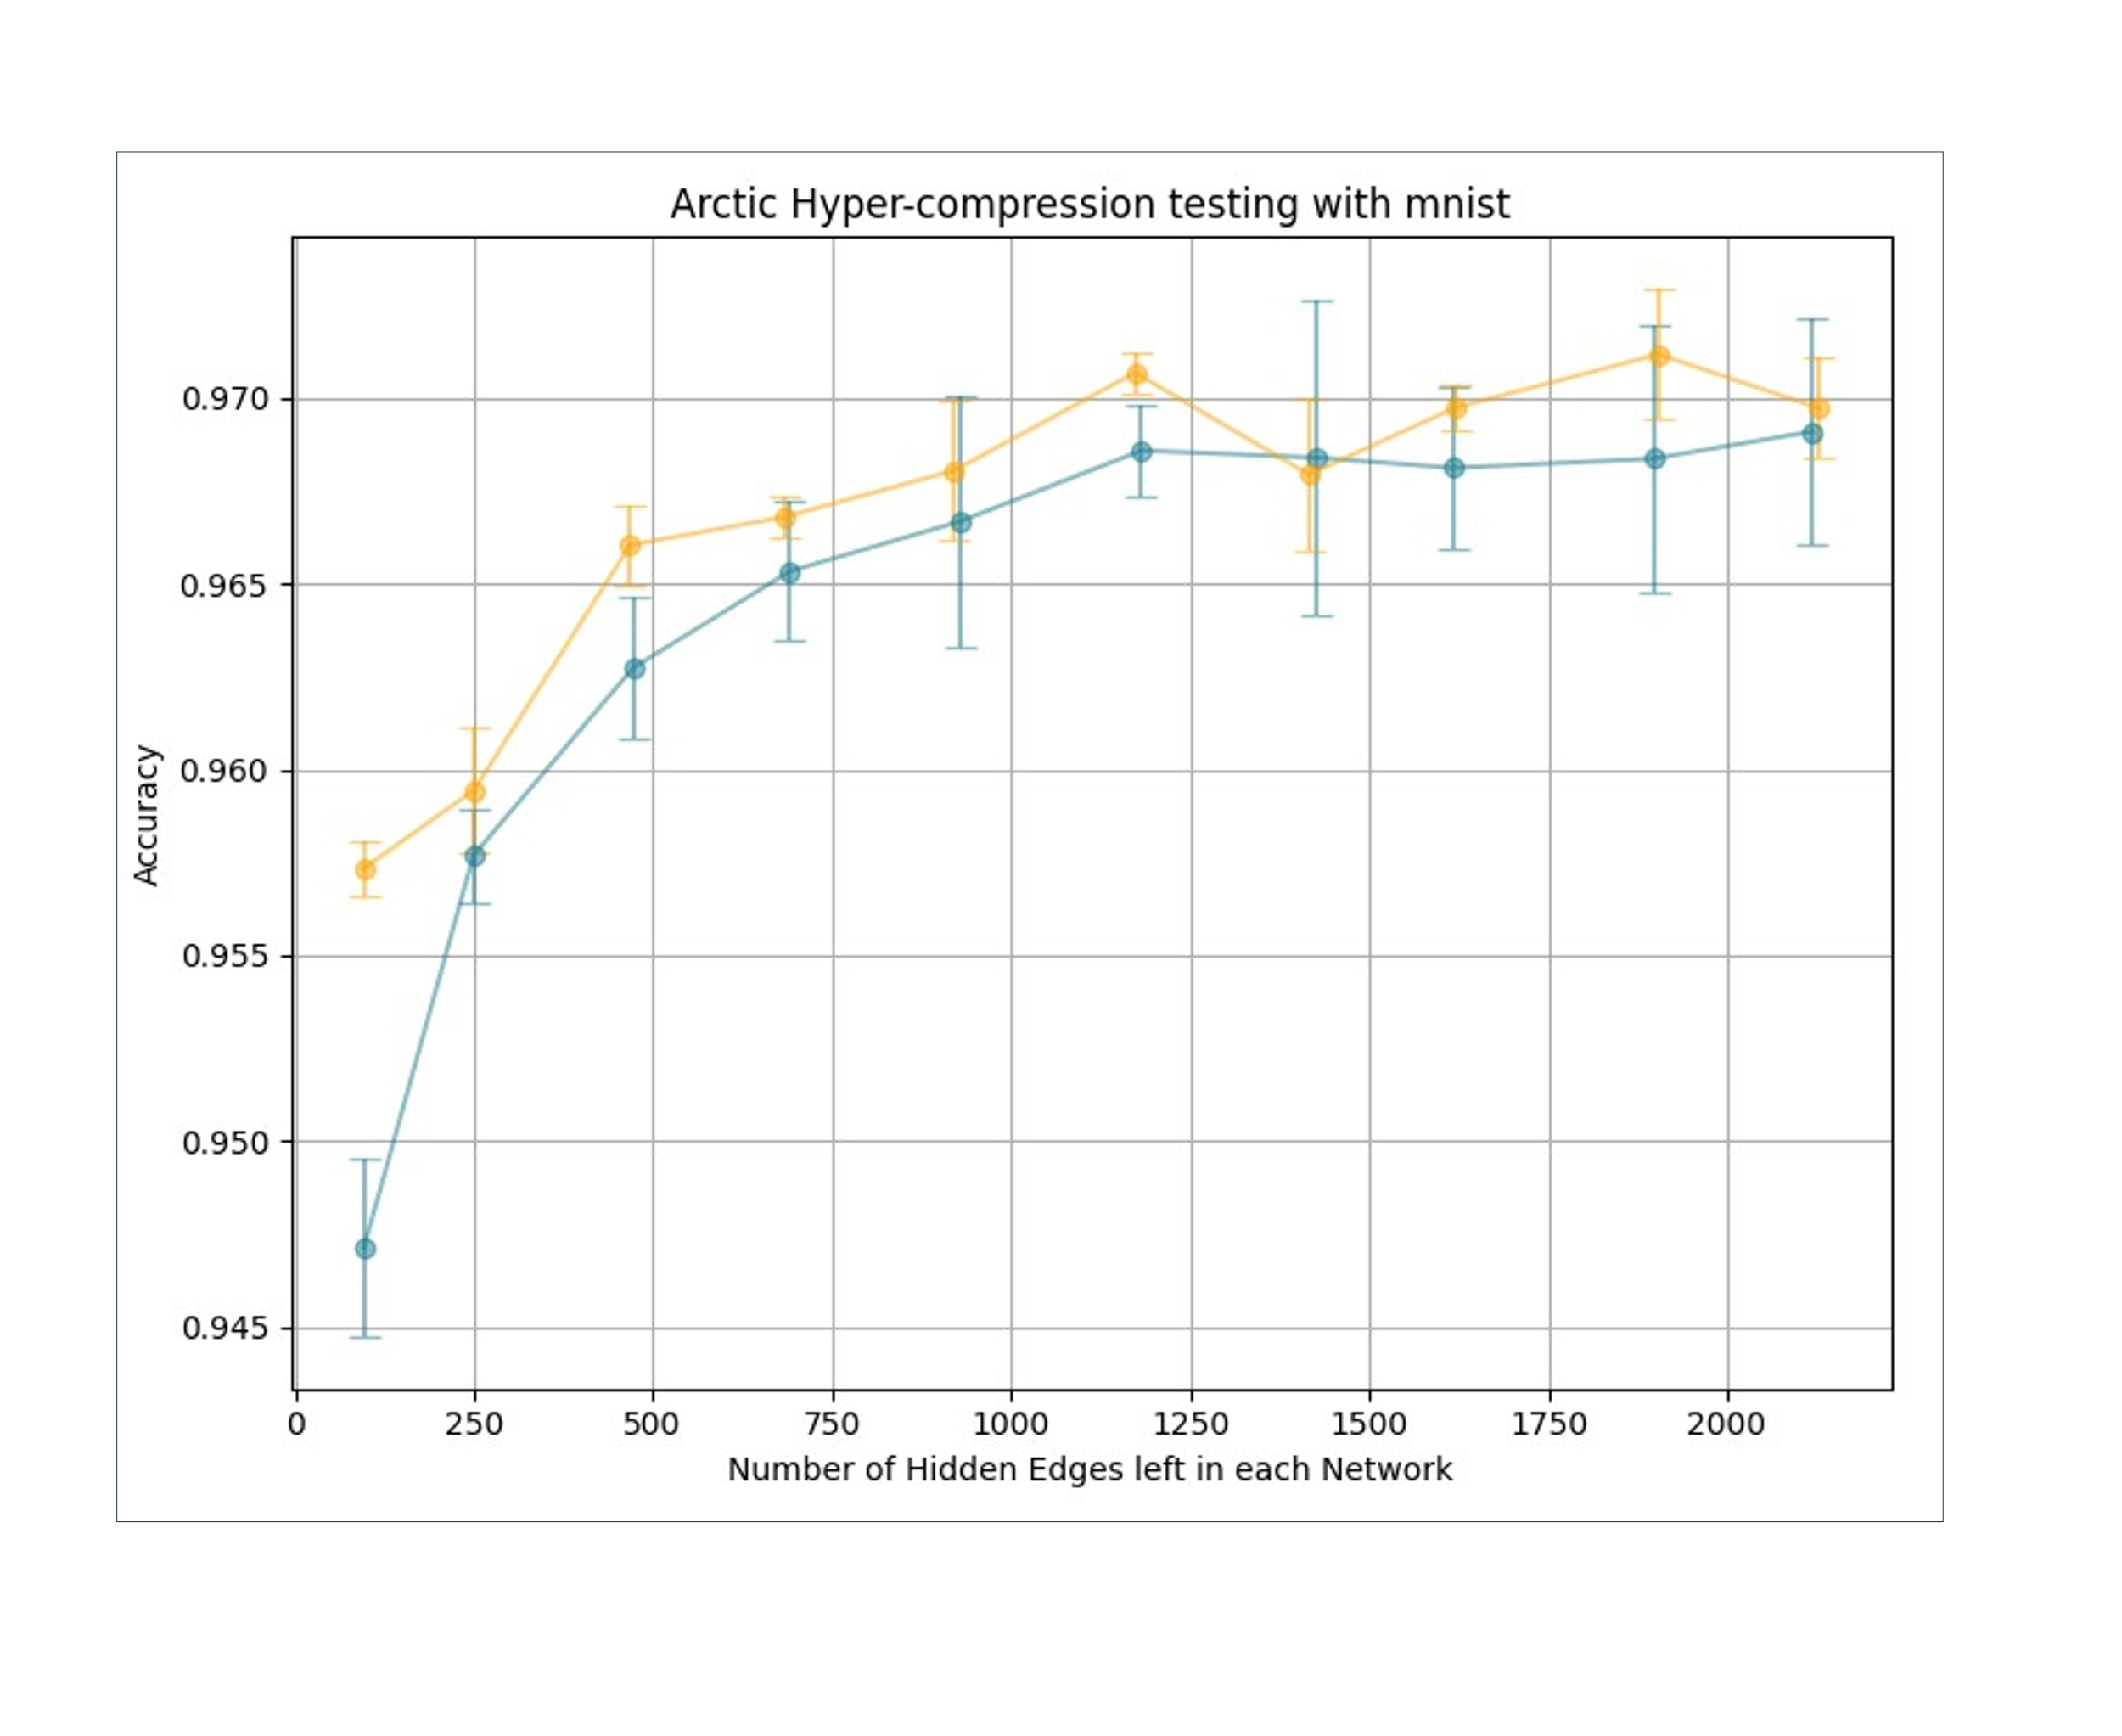 Arctic Hyper-compression testing with mnist
0.970
0.965
0.960
0.955
0.950
0.945
Accuracy
0 250 500 750 1000 1250 1500 1750 2000
Number of Hidden Edges left in each Network